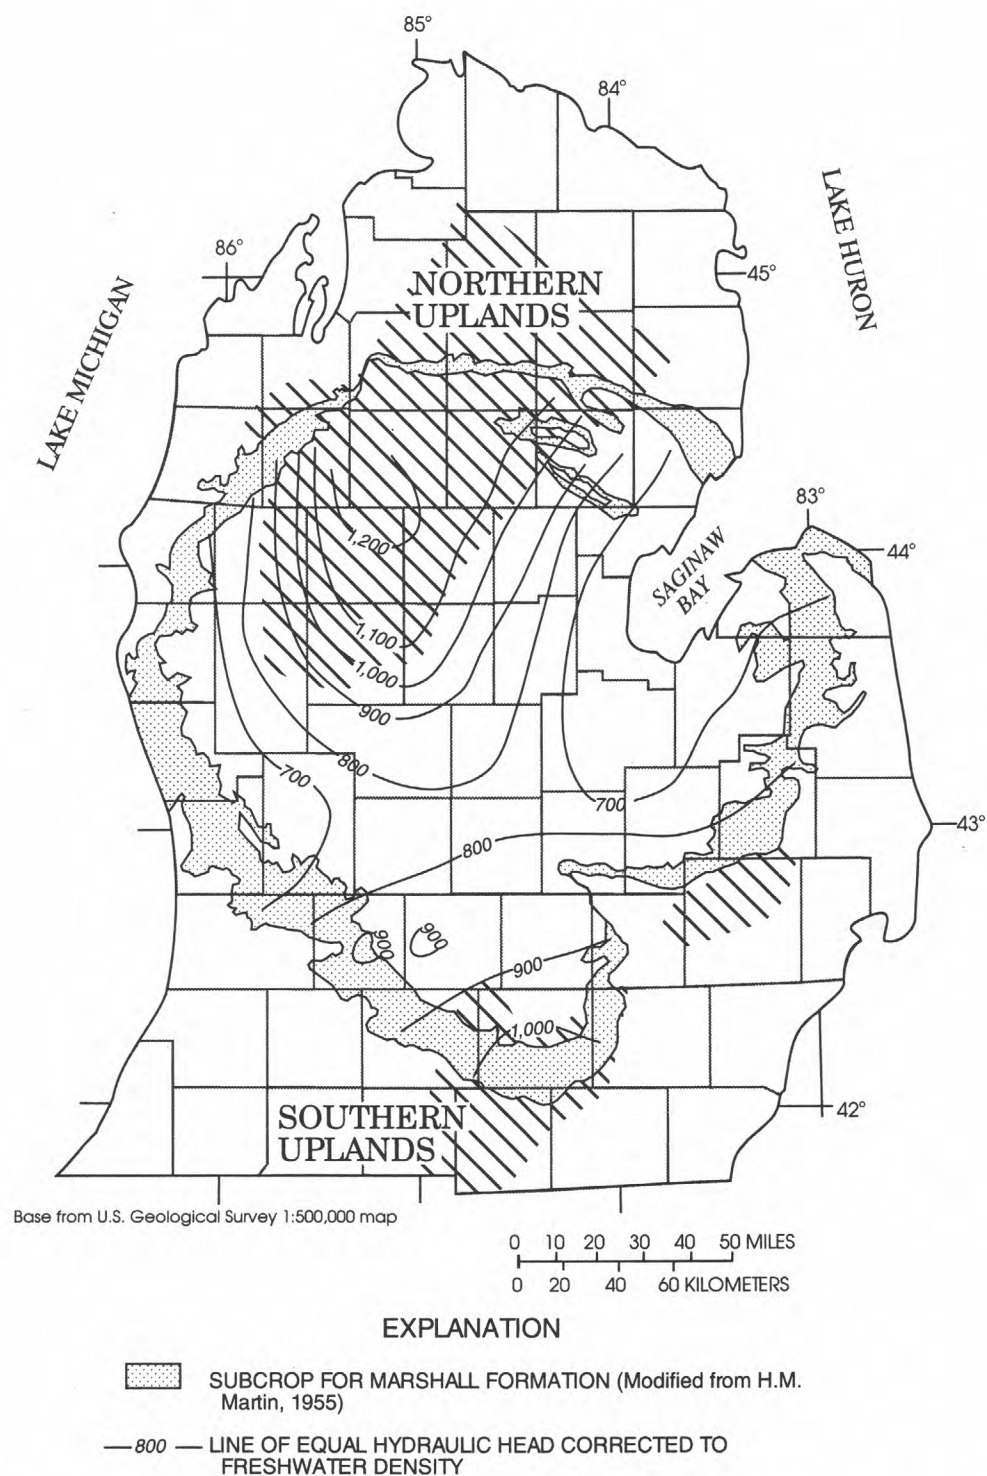 85°
84°
LAKE HURON
86°
45°
NORTHERN
UPLANDS
LAKE MICHIGAN
83°
44°
SAGINAW
BAY
1,200
1,100
1,000
900
800
700
700
43°
800
900
900
900
1,000
42°
SOUTHERN
UPLANDS
Base from U.S. Geological Survey 1:500,000 map
0 10 20 30 40 50 MILES
0 20 40 60 KILOMETERS
EXPLANATION
SUBCROP FOR MARSHALL FORMATION (Modified from H.M.
Martin, 1955)
800 LINE OF EQUAL HYDRAULIC HEAD CORRECTED TO
FRESHWATER DENSITY